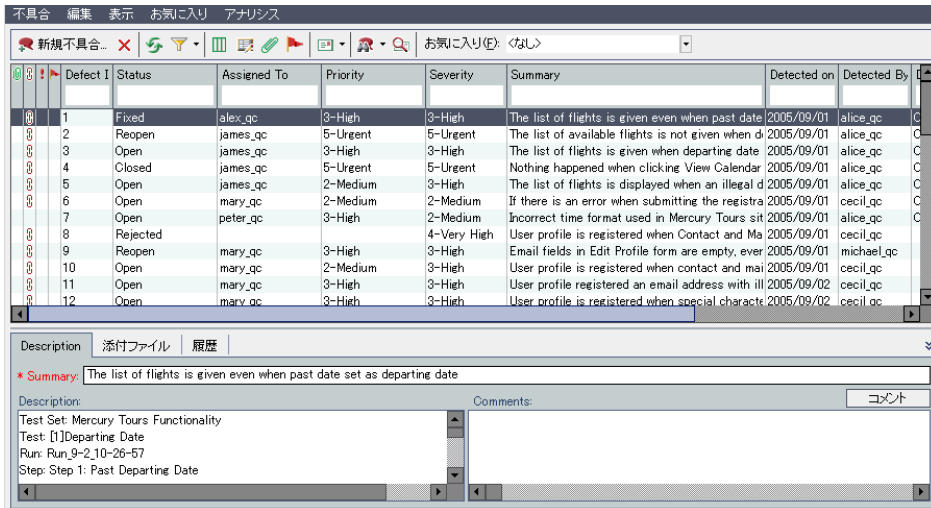 不具合 編集 表示 お気に入り アナリシス
新規不具合... お気に入り(F): <なし>
Defect I Status Assigned To Priority Severity Summary Detected on Detected By
1 Fixed alex_qc 3-High 3-High The list of flights is given even when past date 2005/09/01 alice_qc
2 Reopen james_qc 5-Urgent 5-Urgent The list of available flights is not given when d 2005/09/01 alice_qc
3 Open james_qc 3-High 3-High The list of flights is given when departing date 2005/09/01 alice_qc
4 Closed james_qc 5-Urgent 5-Urgent Nothing happened when clicking View Calendar 2005/09/01 alice_qc
5 Open james_qc 2-Medium 3-High The list of flights is displayed when an illegal d 2005/09/01 alice_qc
6 Open mary_qc 2-Medium 2-Medium If there is an error when submitting the registra 2005/09/01 cecil_qc
7 Open peter_qc 3-High 2-Medium Incorrect time format used in Mercury Tours sit 2005/09/01 alice_qc
8 Rejected 4-Very High User profile is registered when Contact and Ma 2005/09/01 cecil_qc
9 Reopen mary_qc 3-High 3-High Email fields in Edit Profile form are empty, ever 2005/09/01 michael_qc
10 Open mary_qc 2-Medium 3-High User profile is registered when contact and mai 2005/09/01 cecil_qc
11 Open mary_qc 3-High 3-High User profile registered an email address with ill 2005/09/02 cecil_qc
12 Open mary_qc 3-High 3-High User profile is registered when special characte 2005/09/02 cecil_qc
Description 添付ファイル 履歴
* Summary: The list of flights is given even when past date set as departing date
Description: Comments: コメント
Test Set: Mercury Tours Functionality
Test: [1]Departing Date
Run: Run_9-2_10-26-57
Step: Step 1: Past Departing Date